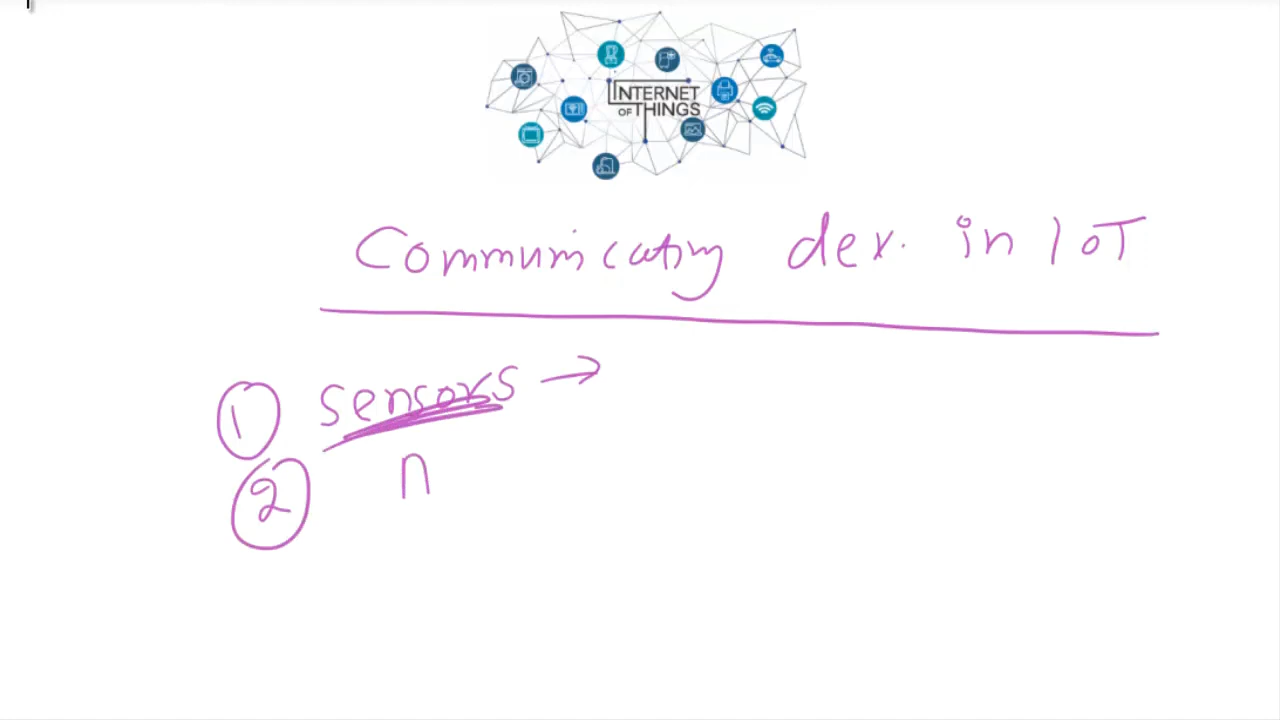 INTERNET
OF THINGS
Communicating dev. in IoT
1 sensors →
2 n